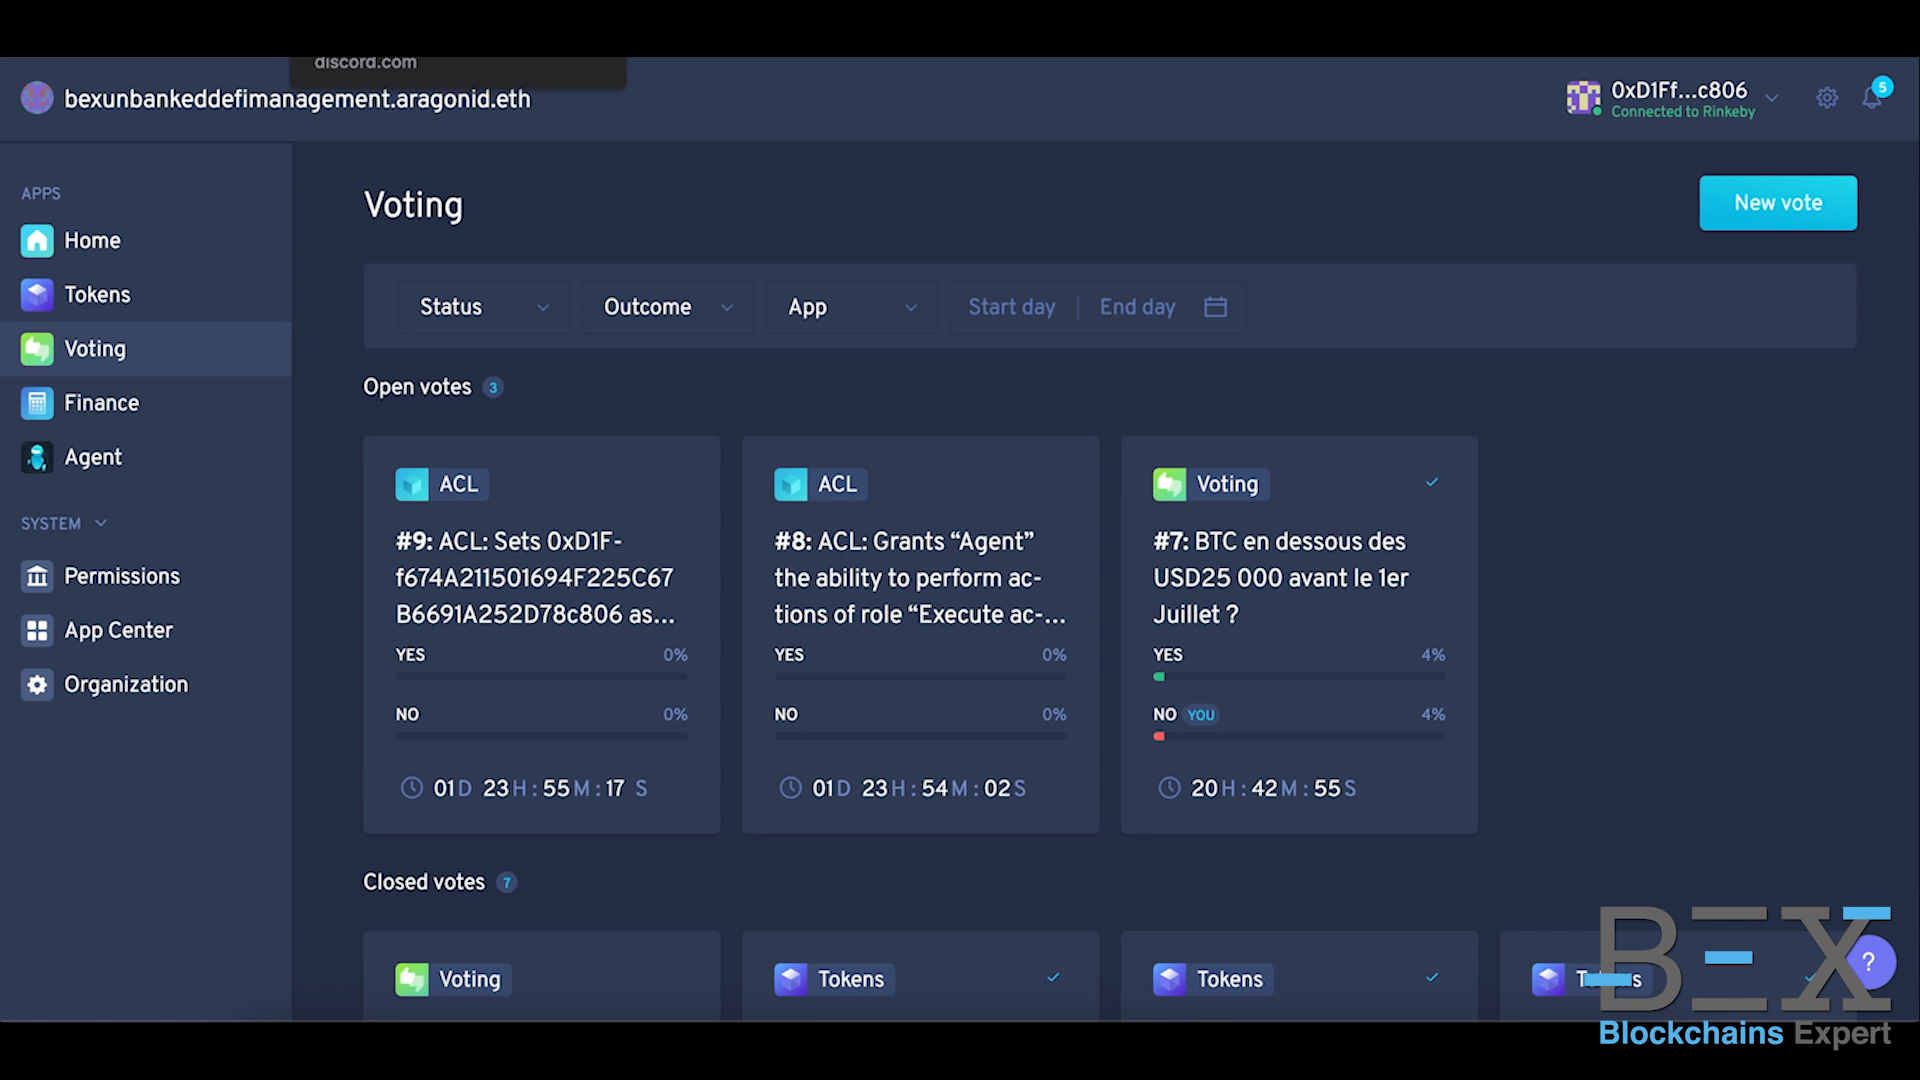 discord.com
bexunbankeddefimanagement.aragonid.eth
0xD1Ff...c806
Connected to Rinkeby
5
APPS
Home
Tokens
Voting
Finance
Agent
SYSTEM
Permissions
App Center
Organization
Voting
New vote
Status
Outcome
App
Start day | End day
Open votes 3
ACL
#9: ACL: Sets 0xD1F-
f674A211501694F225C67
B6691A252D78c806 as...
YES 0%
NO 0%
01D 23H : 55M : 17 S
ACL
#8: ACL: Grants “Agent”
the ability to perform ac-
tions of role “Execute ac-...
YES 0%
NO 0%
01D 23H : 54M : 02S
Voting
#7: BTC en dessous des
USD25 000 avant le 1er
Juillet ?
YES 4%
NO YOU 4%
20H : 42M : 55S
Closed votes 7
Voting
Tokens
Tokens
?
BEX
Blockchains Expert